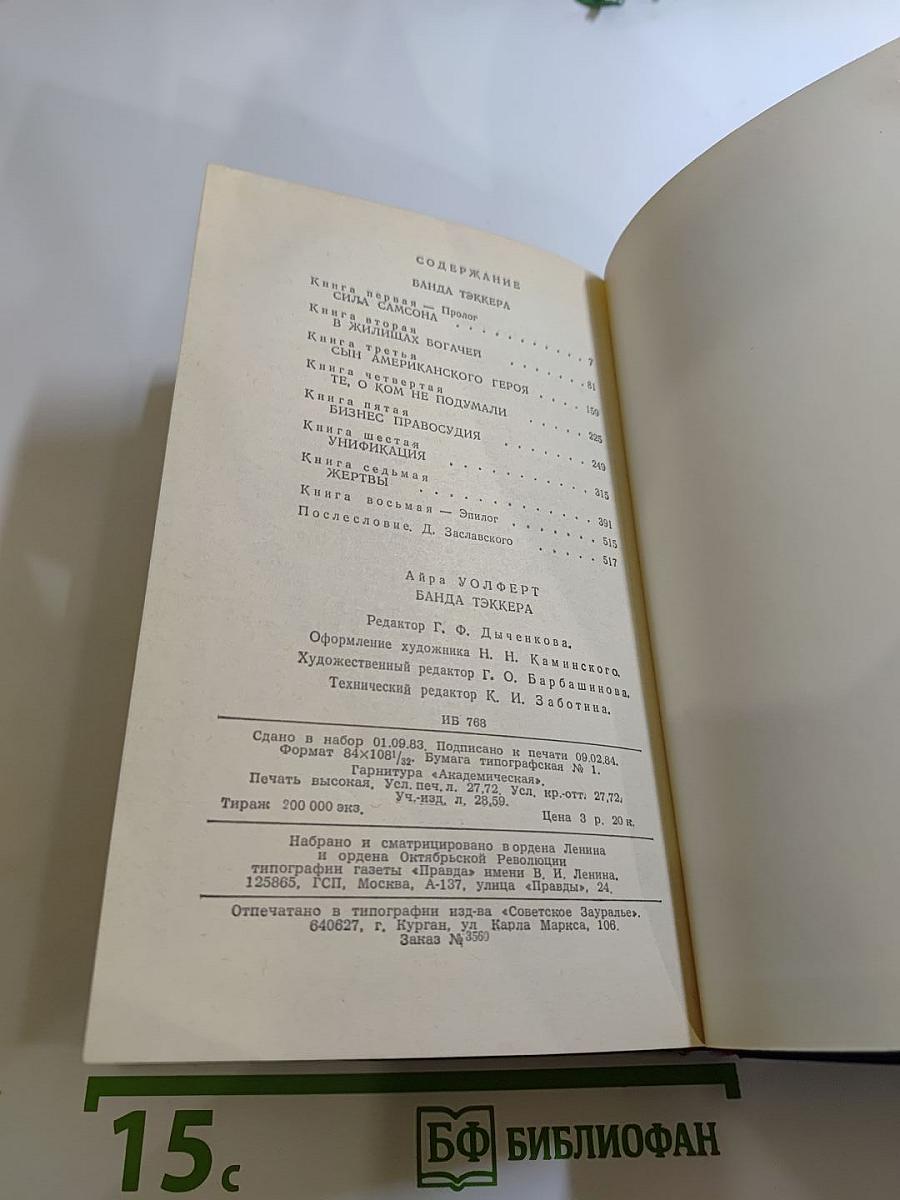 СОДЕРЖАНИЕ
БАНДА ТЭККЕРА
Книга первая — Пролог
СИЛА САМСОНА . . . . . . . . . 7
Книга вторая
В ЖИЛИЩАХ БОГАЧЕЙ . . . . . . . 81
Книга третья
СЫН АМЕРИКАНСКОГО ГЕРОЯ . . . . 159
Книга четвертая
ТЕ, О КОМ НЕ ПОДУМАЛИ . . . . . 225
Книга пятая
БИЗНЕС ПРАВОСУДИЯ . . . . . . . 249
Книга шестая
УНИФИКАЦИЯ . . . . . . . . . . 315
Книга седьмая
ЖЕРТВЫ . . . . . . . . . . . . 391
Книга восьмая — Эпилог . . . . . . 515
Послесловие. Д. Заславского . . . . . 517
Айра УОЛФЕРТ
БАНДА ТЭККЕРА
Редактор Г. Ф. Дыченкова.
Оформление художника Н. Н. Каминского.
Художественный редактор Г. О. Барбашинова.
Технический редактор К. И. Заботина.
ИБ 768
Сдано в набор 01.09.83. Подписано к печати 09.02.84.
Формат 84×108¹/₃₂. Бумага типографская № 1.
Гарнитура «Академическая».
Печать высокая. Усл. печ. л. 27,72. Усл. кр.-отт. 27,72.
Уч.-изд. л. 28,59.
Тираж 200 000 экз. Цена 3 р. 20 к.
Набрано и сматрицировано в ордена Ленина
и ордена Октябрьской Революции
типографии газеты «Правда» имени В. И. Ленина.
125865, ГСП, Москва, А-137, улица «Правды», 24.
Отпечатано в типографии изд-ва «Советское Зауралье».
640627, г. Курган, ул Карла Маркса, 106.
Заказ № 3560
15 с
БФ БИБЛИОФАН